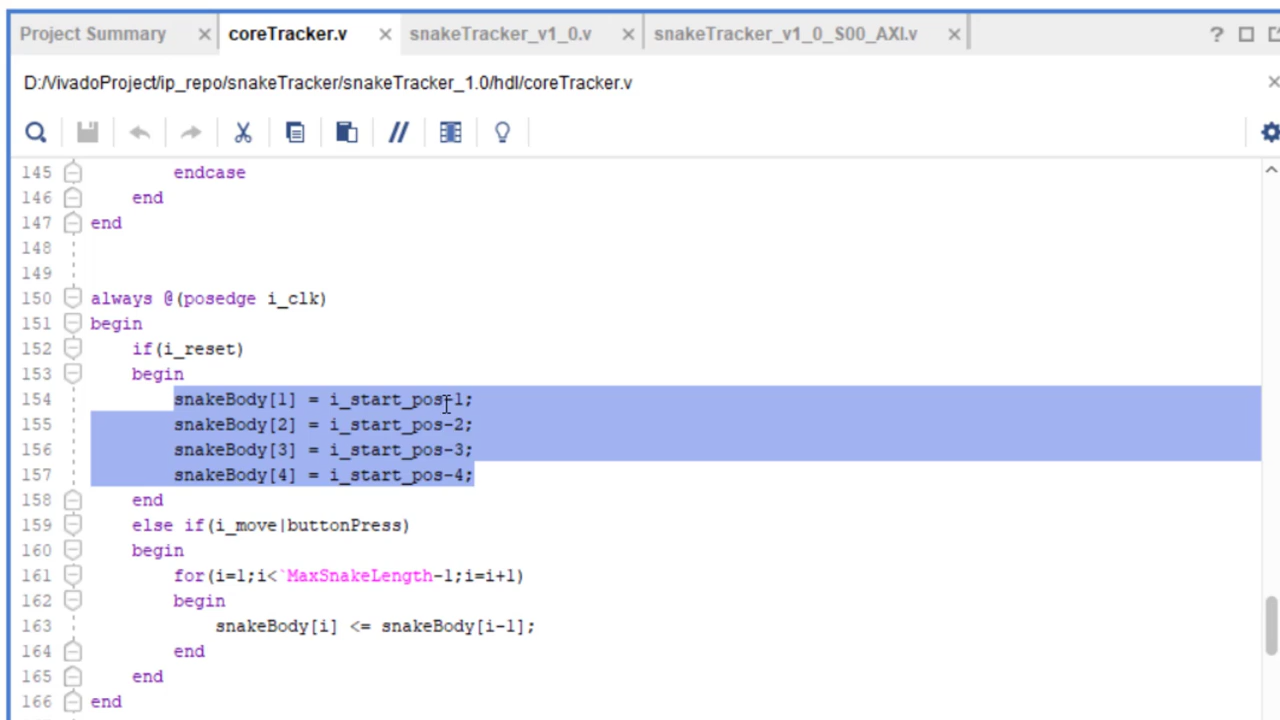 Project Summary × coreTracker.v × snakeTracker_v1_0.v × snakeTracker_v1_0_S00_AXI.v × ?
D:/VivadoProject/ip_repo/snakeTracker/snakeTracker_1.0/hdl/coreTracker.v
145 endcase
146 end
147 end
148
149
150 always @(posedge i_clk)
151 begin
152 if(i_reset)
153 begin
154 snakeBody[1] = i_start_pos-1;
155 snakeBody[2] = i_start_pos-2;
156 snakeBody[3] = i_start_pos-3;
157 snakeBody[4] = i_start_pos-4;
158 end
159 else if(i_move|buttonPress)
160 begin
161 for(i=1;i<`MaxSnakeLength-1;i=i+1)
162 begin
163 snakeBody[i] <= snakeBody[i-1];
164 end
165 end
166 end